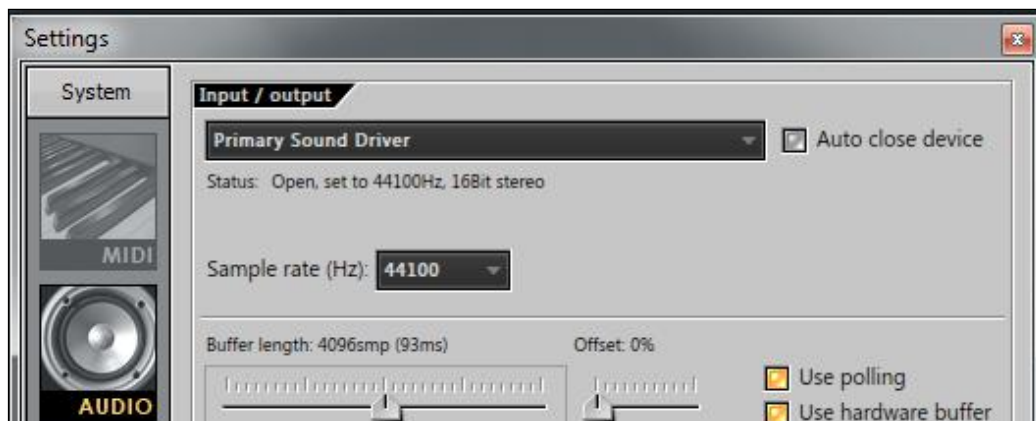 Settings
System
Input / output
Primary Sound Driver
Auto close device
Status: Open, set to 44100Hz, 16Bit stereo
MIDI
Sample rate (Hz): 44100
Buffer length: 4096smp (93ms)
Offset: 0%
Use polling
AUDIO
Use hardware buffer